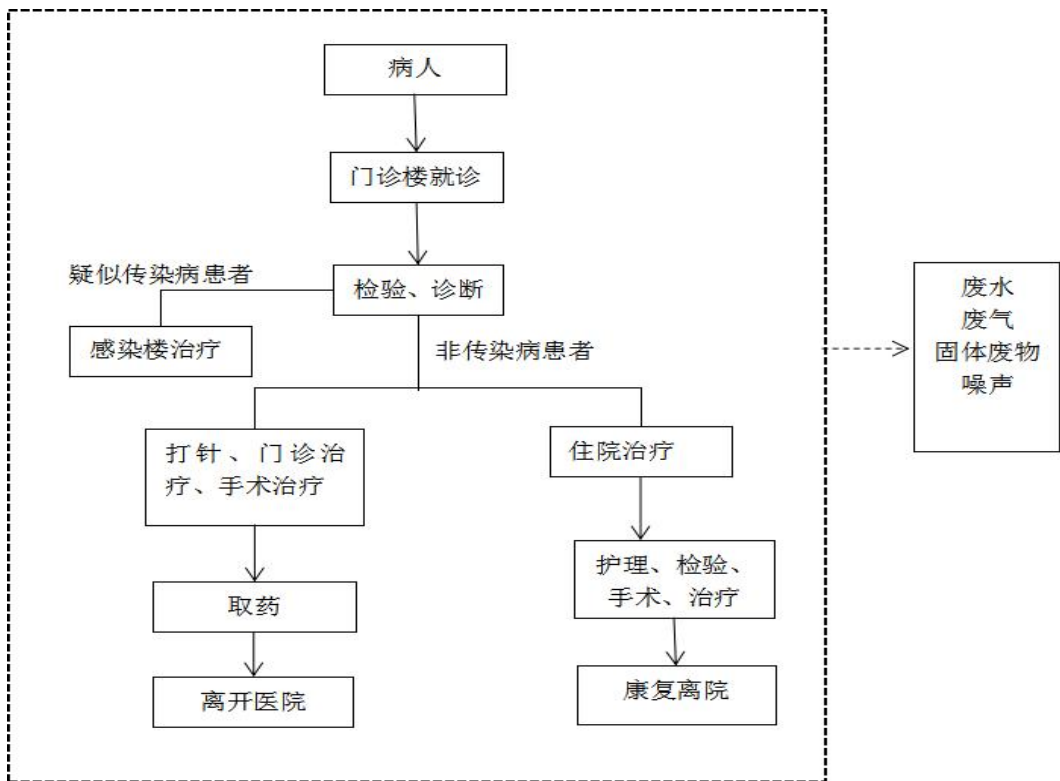 病人
门诊楼就诊
疑似传染病患者
检验、诊断
感染楼治疗
非传染病患者
废水
废气
固体废物
噪声
打针、门诊治
疗、手术治疗
住院治疗
护理、检验、
手术、治疗
取药
离开医院
康复离院